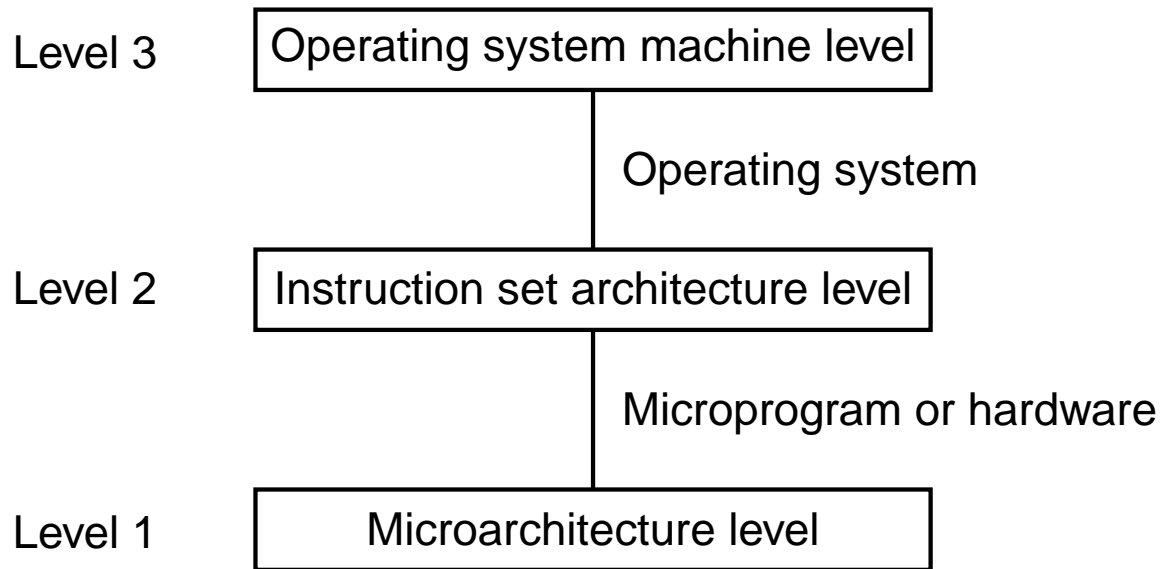 Level 3 Operating system machine level
Operating system
Level 2 Instruction set architecture level
Microprogram or hardware
Level 1 Microarchitecture level